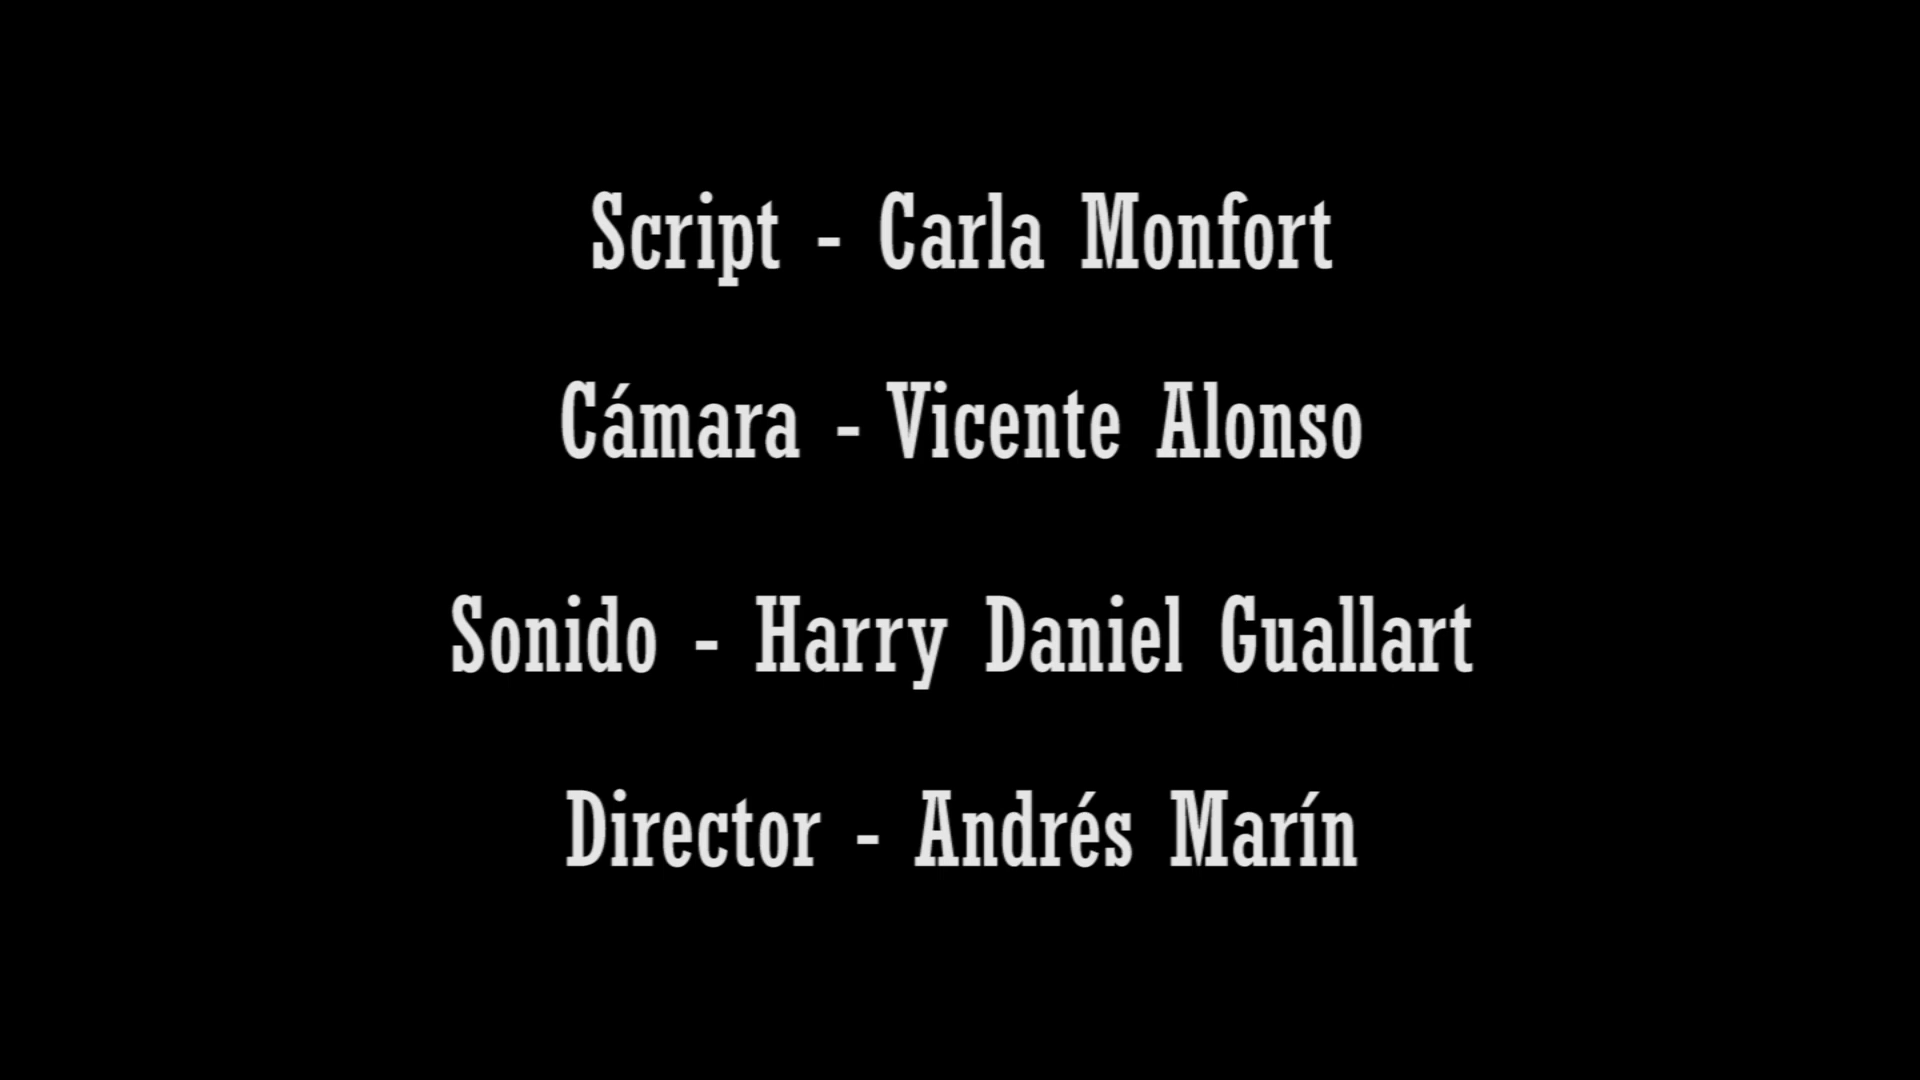 Script - Carla Monfort
Cámara - Vicente Alonso
Sonido - Harry Daniel Guallart
Director - Andrés Marín